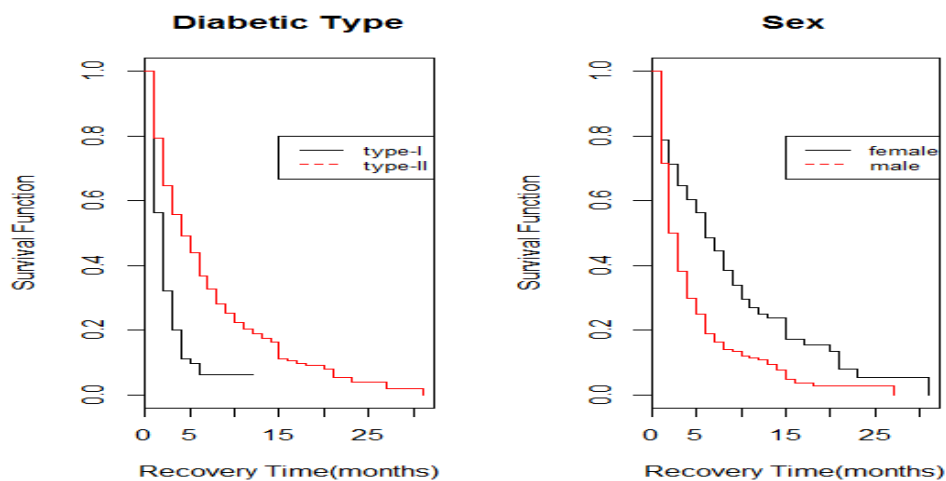 Diabetic Type
Survival Function
1.0
0.8
0.6
0.4
0.2
0.0
type-I
type-II
0 5 15 25
Recovery Time(months)
Sex
Survival Function
1.0
0.8
0.6
0.4
0.2
0.0
female
male
0 5 15 25
Recovery Time(months)